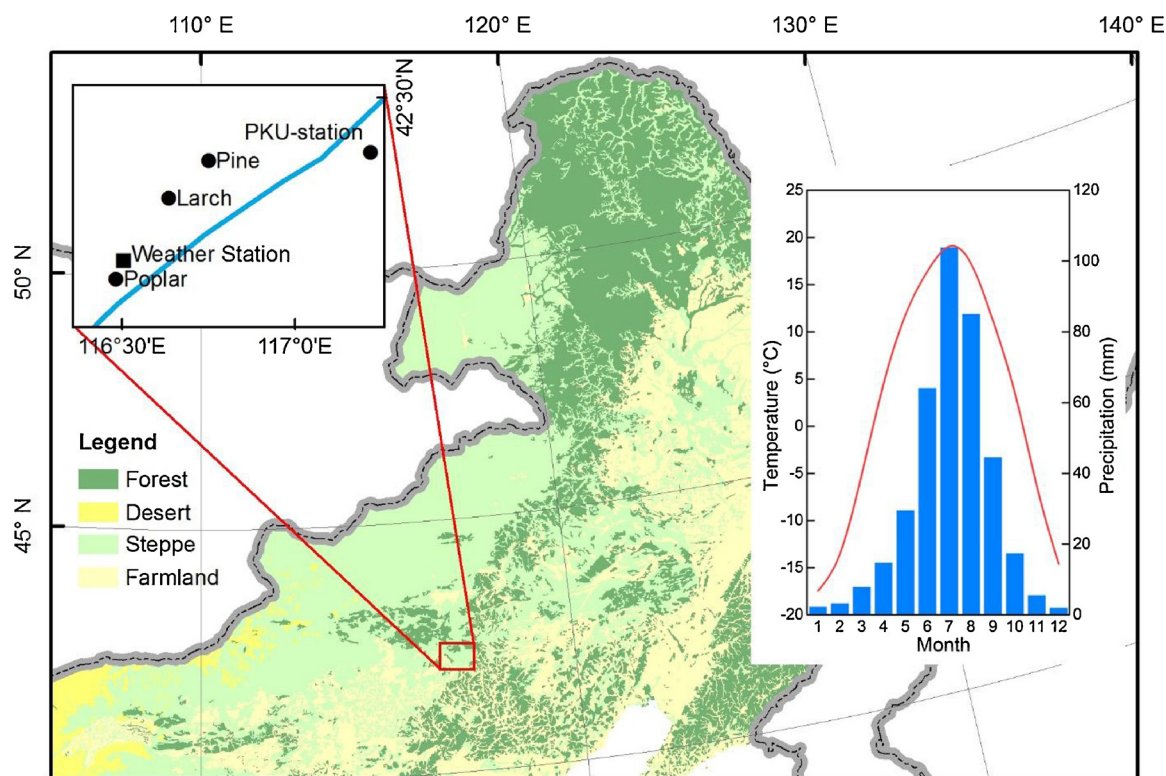 110° E
120° E
130° E
140° E
50° N
45° N
42°30'N
PKU-station
Pine
Larch
Weather Station
Poplar
116°30'E
117°0'E
Legend
Forest
Desert
Steppe
Farmland
25
20
15
10
5
0
-5
-10
-15
-20
Temperature (°C)
120
100
80
60
40
20
0
Precipitation (mm)
1 2 3 4 5 6 7 8 9 10 11 12
Month